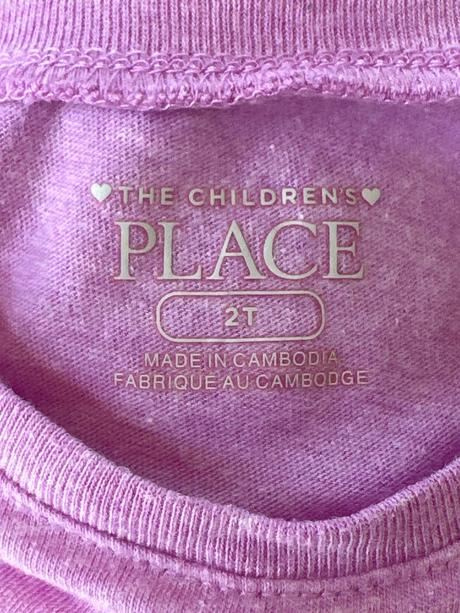 THE CHILDREN'S
PLACE
2T
MADE IN CAMBODIA
FABRIQUE AU CAMBODGE